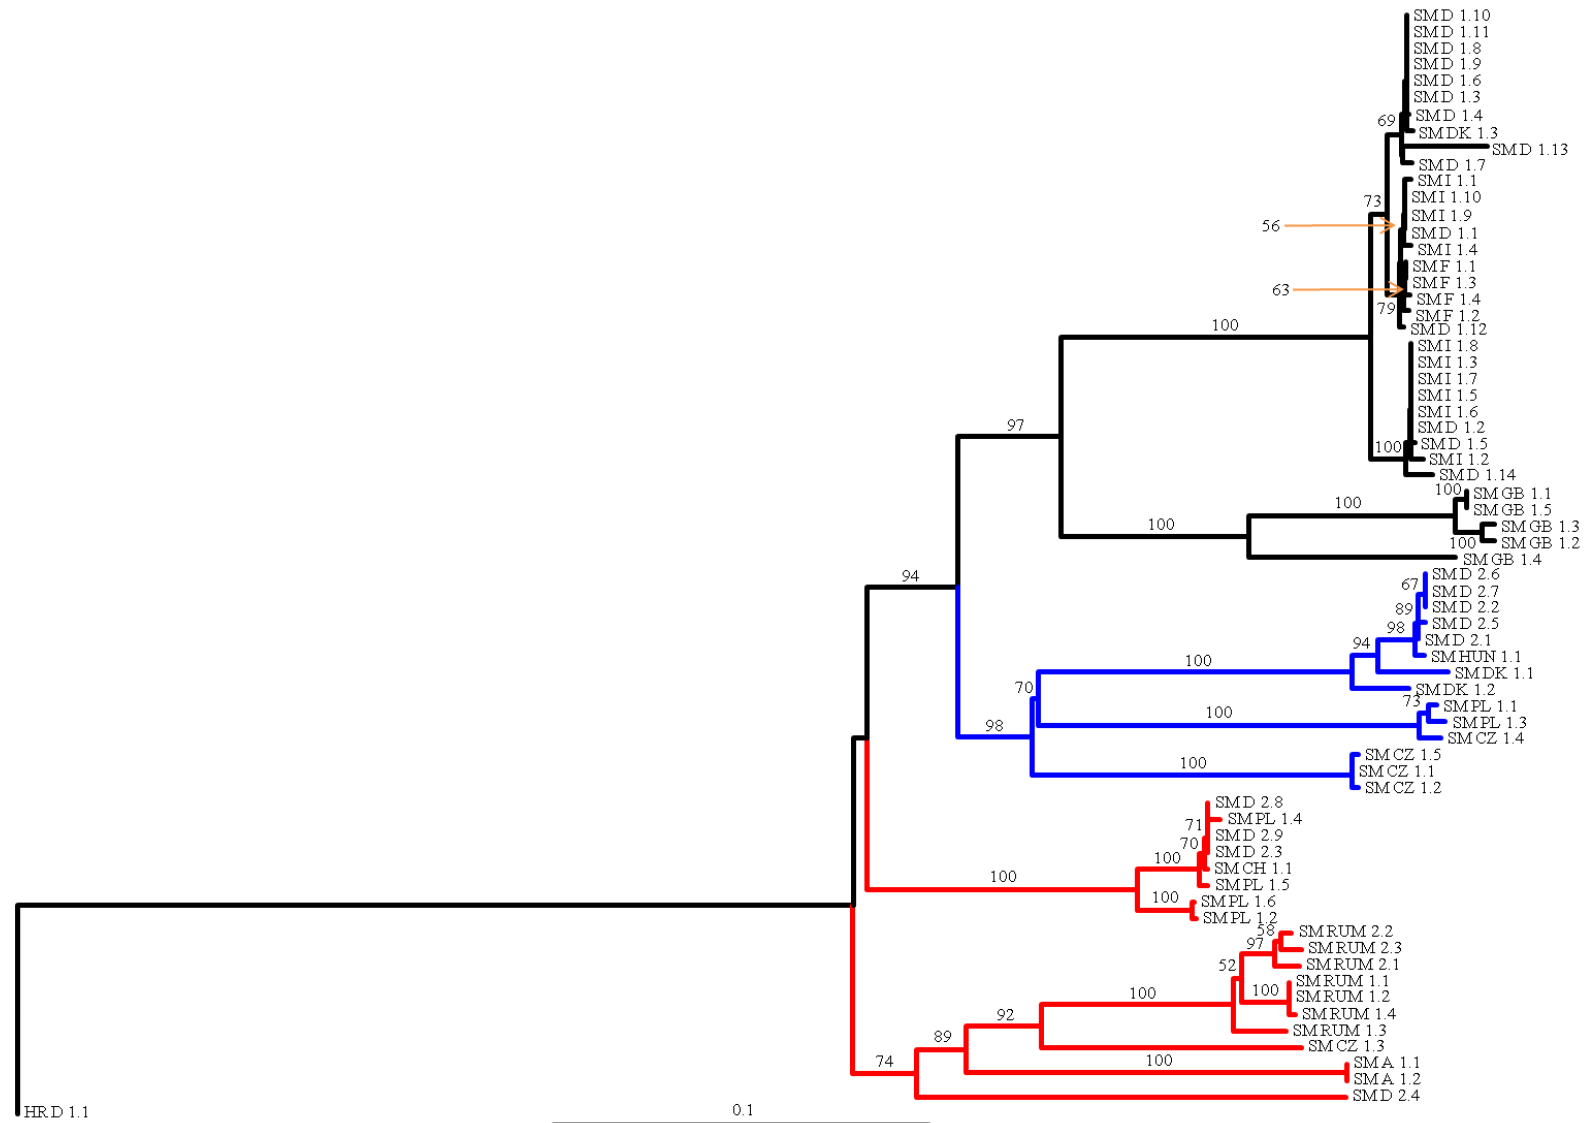 SMD 1.10
SMD 1.11
SMD 1.8
SMD 1.9
SMD 1.6
SMD 1.3
69
SMD 1.4
SMDK 1.3
SMD 1.13
SMD 1.7
SMI 1.1
73
SMI 1.10
SMI 1.9
56
SMD 1.1
SMI 1.4
SMF 1.1
SMF 1.3
63
SMF 1.4
79
SMF 1.2
SMD 1.12
100
SMI 1.8
SMI 1.3
SMI 1.7
SMI 1.5
SMI 1.6
97
SMD 1.2
100
SMD 1.5
SMI 1.2
SMD 1.14
100
SMGB 1.1
100
SMGB 1.5
100
SMGB 1.3
100
SMGB 1.2
SMGB 1.4
94
SMD 2.6
67
SMD 2.7
89
SMD 2.2
98
SMD 2.5
94
SMD 2.1
100
SMHUN 1.1
SMDK 1.1
70
SMDK 1.2
73
SMPL 1.1
100
SMPL 1.3
98
SMCZ 1.4
SMCZ 1.5
100
SMCZ 1.1
SMCZ 1.2
SMD 2.8
71
SMPL 1.4
70
SMD 2.9
SMD 2.3
100
100
SMCH 1.1
SMPL 1.5
100
SMPL 1.6
SMPL 1.2
58
SMRUM 2.2
97
SMRUM 2.3
52
SMRUM 2.1
SMRUM 1.1
100
100
SMRUM 1.2
92
SMRUM 1.4
SMRUM 1.3
89
SMCZ 1.3
74
100
SMA 1.1
SMA 1.2
SMD 2.4
HRD 1.1
0.1